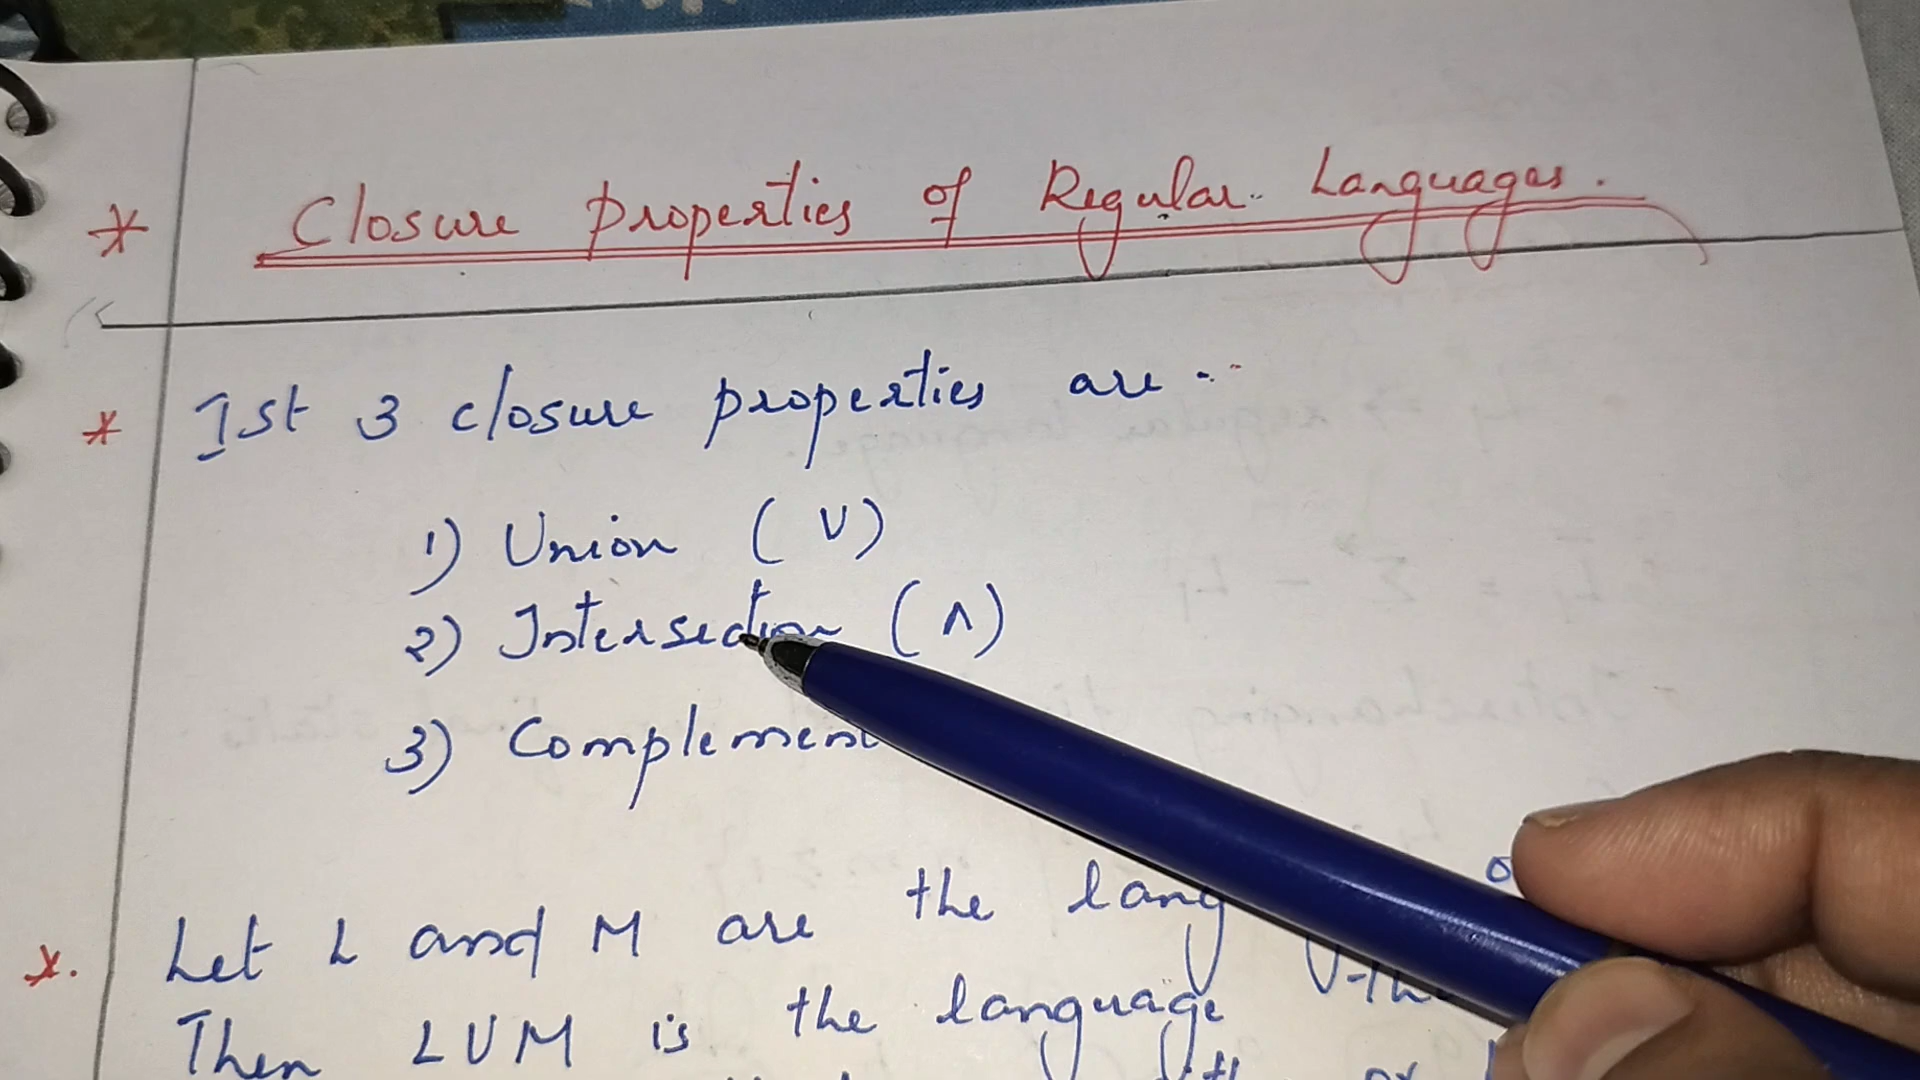 * Closure properties of Regular Languages.
* Ist 3 closure properties are ...
1) Union ( ∪ )
2) Intersection ( ∧ )
3) Complement
*. Let L and M are the lang
Then L U M is the language